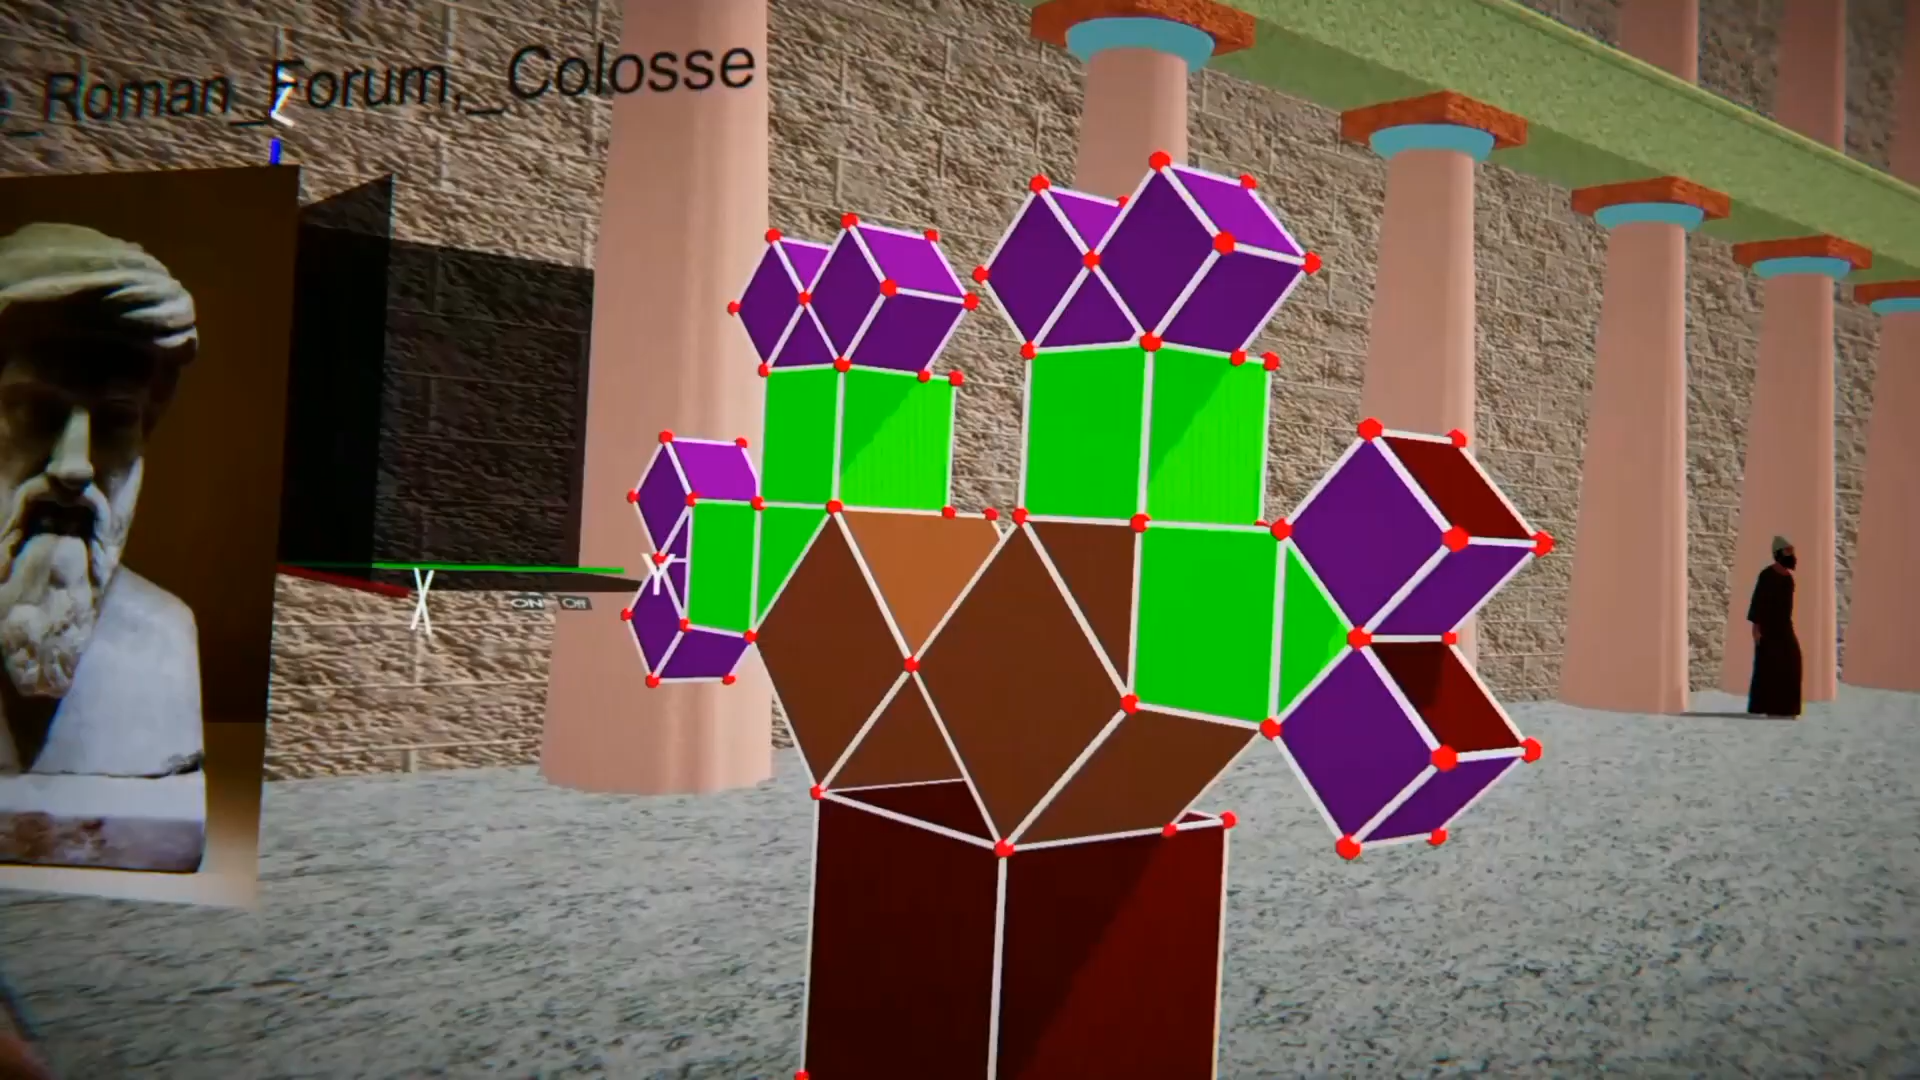 _Roman_Forum,_Colosse
Z
X
Y
ON
Off